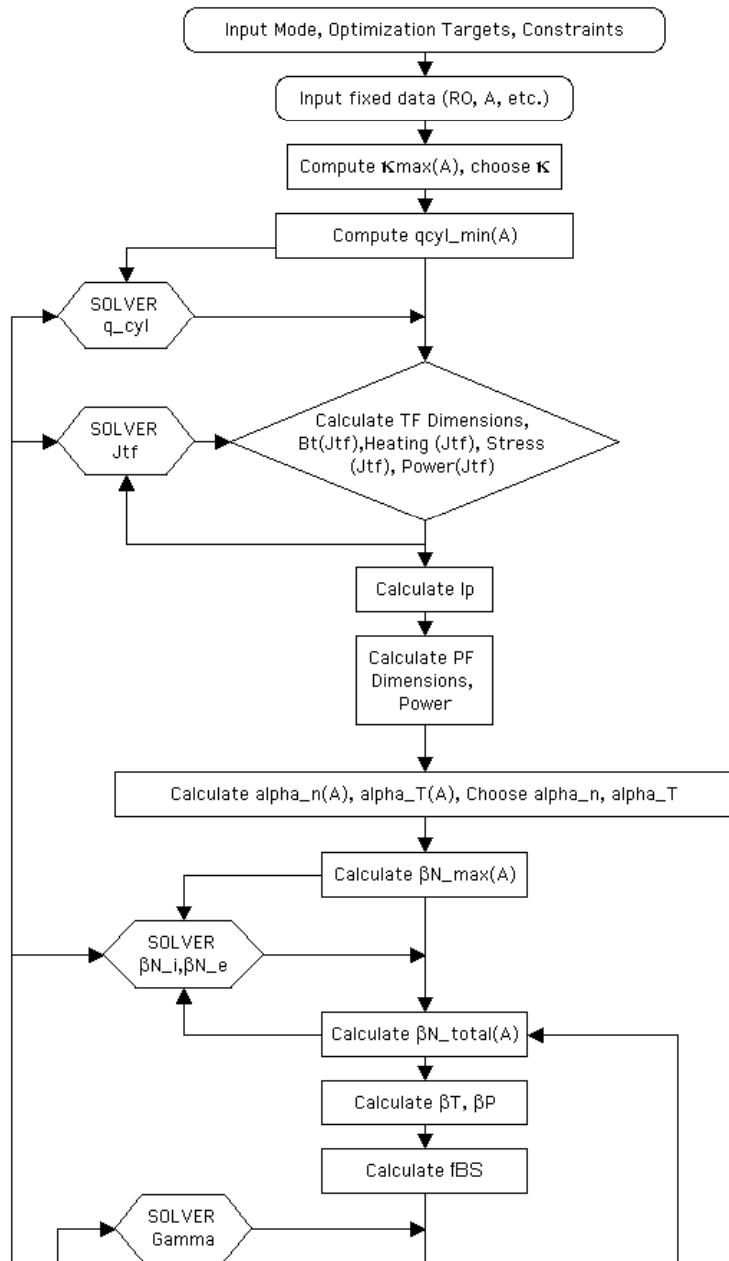 Input Mode, Optimization Targets, Constraints
Input fixed data (RO, A, etc.)
Compute κmax(A), choose κ
Compute qcyl_min(A)
SOLVER
q_cyl
SOLVER
Jtf
Calculate TF Dimensions,
Bt(Jtf),Heating (Jtf), Stress
(Jtf), Power(Jtf)
Calculate Ip
Calculate PF
Dimensions,
Power
Calculate alpha_n(A), alpha_T(A), Choose alpha_n, alpha_T
Calculate βN_max(A)
SOLVER
βN_i,βN_e
Calculate βN_total(A)
Calculate βT, βP
Calculate fBS
SOLVER
Gamma